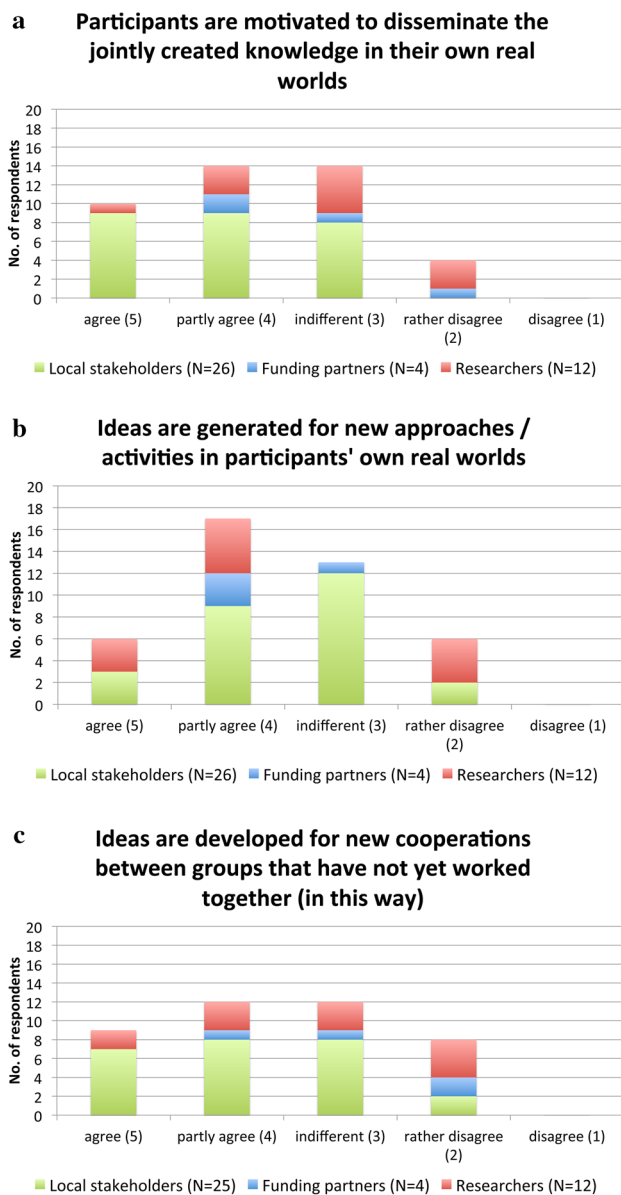 a
Participants are motivated to disseminate the
jointly created knowledge in their own real
worlds
No. of respondents
20
18
16
14
12
10
8
6
4
2
0
agree (5)
partly agree (4)
indifferent (3)
rather disagree
(2)
disagree (1)
Local stakeholders (N=26)
Funding partners (N=4)
Researchers (N=12)
b
Ideas are generated for new approaches /
activities in participants' own real worlds
No. of respondents
20
18
16
14
12
10
8
6
4
2
0
agree (5)
partly agree (4)
indifferent (3)
rather disagree
(2)
disagree (1)
Local stakeholders (N=26)
Funding partners (N=4)
Researchers (N=12)
c
Ideas are developed for new cooperations
between groups that have not yet worked
together (in this way)
No. of respondents
20
18
16
14
12
10
8
6
4
2
0
agree (5)
partly agree (4)
indifferent (3)
rather disagree
(2)
disagree (1)
Local stakeholders (N=25)
Funding partners (N=4)
Researchers (N=12)